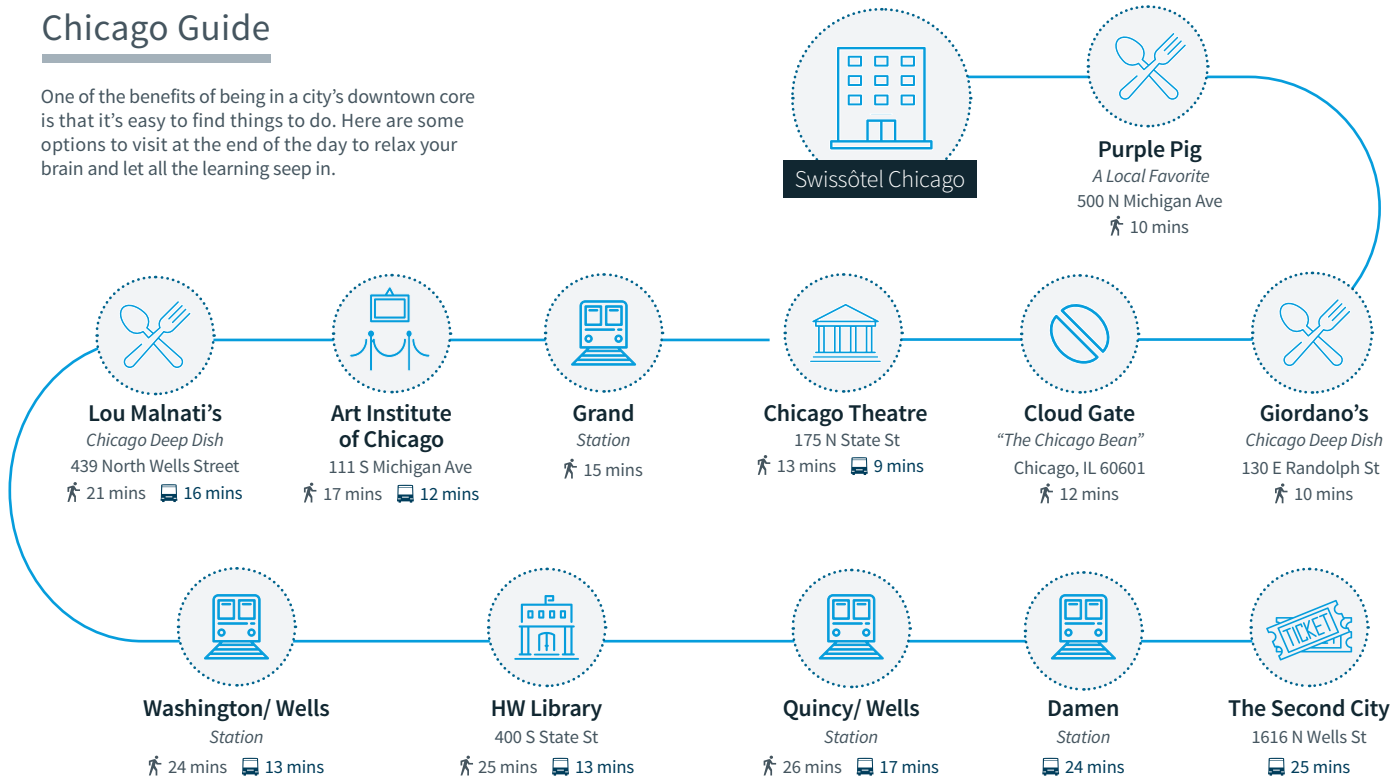 Chicago Guide
One of the benefits of being in a city's downtown core
is that it's easy to find things to do. Here are some
options to visit at the end of the day to relax your
brain and let all the learning seep in.
Swissôtel Chicago
Purple Pig
A Local Favorite
500 N Michigan Ave
10 mins
Lou Malnati's
Chicago Deep Dish
439 North Wells Street
21 mins 16 mins
Art Institute
of Chicago
111 S Michigan Ave
17 mins 12 mins
Grand
Station
15 mins
Chicago Theatre
175 N State St
13 mins 9 mins
Cloud Gate
"The Chicago Bean"
Chicago, IL 60601
12 mins
Giordano's
Chicago Deep Dish
130 E Randolph St
10 mins
Washington/ Wells
Station
24 mins 13 mins
HW Library
400 S State St
25 mins 13 mins
Quincy/ Wells
Station
26 mins 17 mins
Damen
Station
24 mins
TICKET
The Second City
1616 N Wells St
25 mins